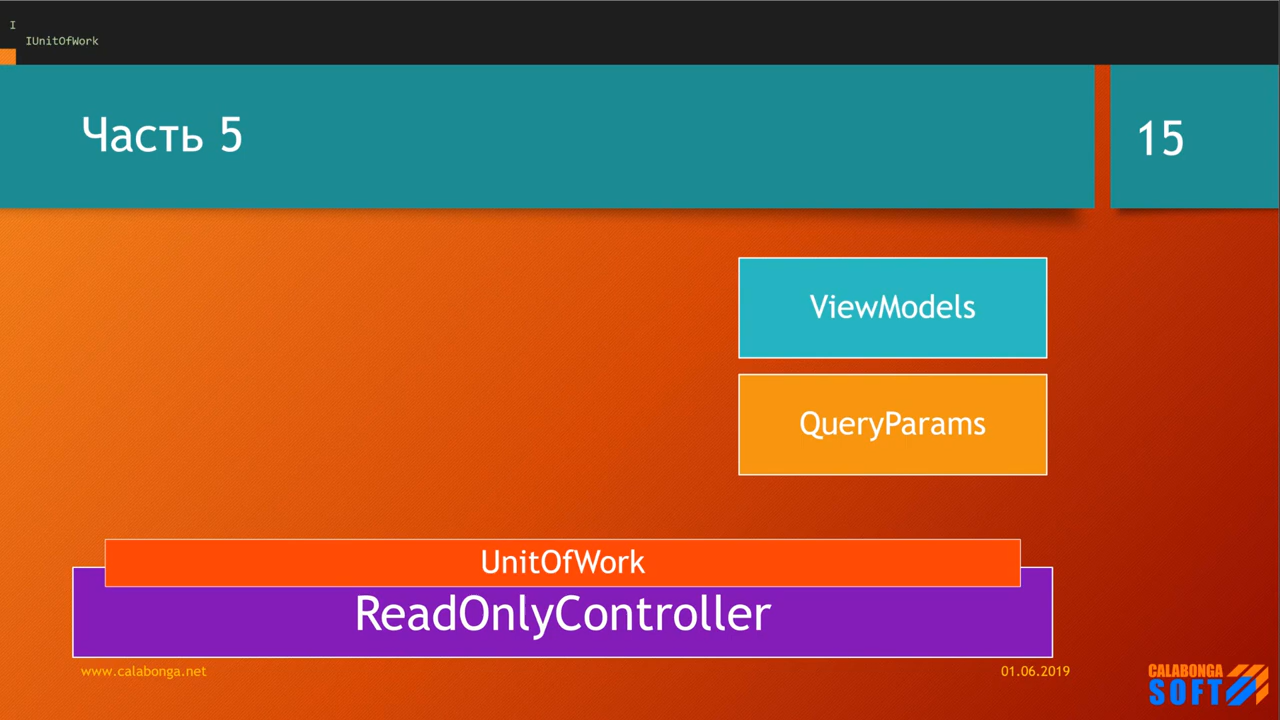 I
IUnitOfWork
Часть 5
15
ViewModels
QueryParams
UnitOfWork
ReadOnlyController
www.calabonga.net
01.06.2019
CALABONGA
SOFT